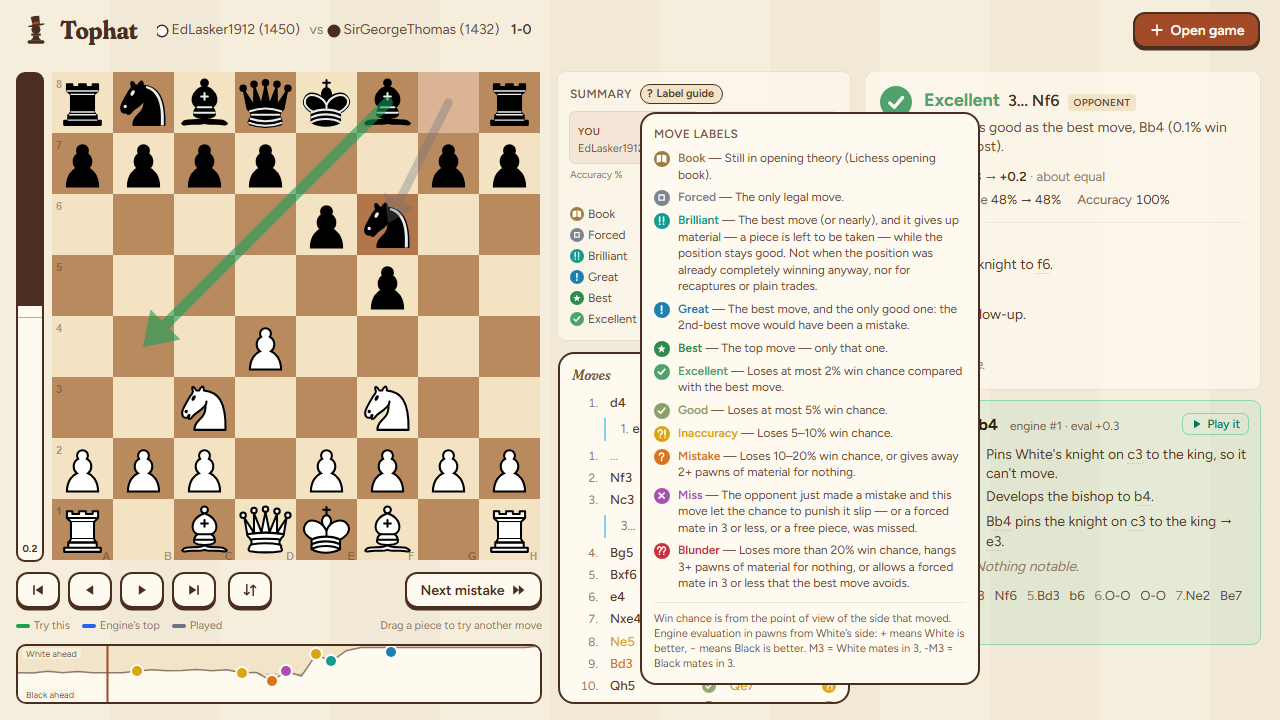 Tophat
EdLasker1912 (1450) vs SirGeorgeThomas (1432) 1-0
+ Open game
8
7
6
5
4
3
2
1
A B C D E F G H
0.2
Next mistake
Try this
Engine's top
Played
Drag a piece to try another move
White ahead
Black ahead
SUMMARY
? Label guide
YOU
EdLasker1912
Accuracy %
Book
Forced
Brilliant
Great
Best
Excellent
Moves
1. d4
1. e
1. ...
2. Nf3
3. Nc3
3...
4. Bg5
5. Bxf6
6. e4
7. Nxe4
8. Ne5
9. Bd3
10. Qh5 Qe7
MOVE LABELS
Book — Still in opening theory (Lichess opening
book).
Forced — The only legal move.
!! Brilliant — The best move (or nearly), and it gives up
material — a piece is left to be taken — while the
position stays good. Not when the position was
already completely winning anyway, nor for
recaptures or plain trades.
! Great — The best move, and the only good one: the
2nd-best move would have been a mistake.
Best — The top move — only that one.
Excellent — Loses at most 2% win chance compared
with the best move.
Good — Loses at most 5% win chance.
?! Inaccuracy — Loses 5–10% win chance.
? Mistake — Loses 10–20% win chance, or gives away
2+ pawns of material for nothing.
Miss — The opponent just made a mistake and this
move let the chance to punish it slip — or a forced
mate in 3 or less, or a free piece, was missed.
?? Blunder — Loses more than 20% win chance, hangs
3+ pawns of material for nothing, or allows a forced
mate in 3 or less that the best move avoids.
Win chance is from the point of view of the side that moved.
Engine evaluation in pawns from White's side: + means White is
better, − means Black is better. M3 = White mates in 3, -M3 =
Black mates in 3.
Excellent 3... Nf6 OPPONENT
s good as the best move, Bb4 (0.1% win
ost).
→ +0.2 · about equal
e 48% → 48% Accuracy 100%
knight to f6.
low-up.
e.
b4 engine #1 · eval +0.3
Play it
Pins White's knight on c3 to the king, so it
can't move.
Develops the bishop to b4.
Bb4 pins the knight on c3 to the king →
e3.
Nothing notable.
3 Nf6 5.Bd3 b6 6.O-O O-O 7.Ne2 Be7